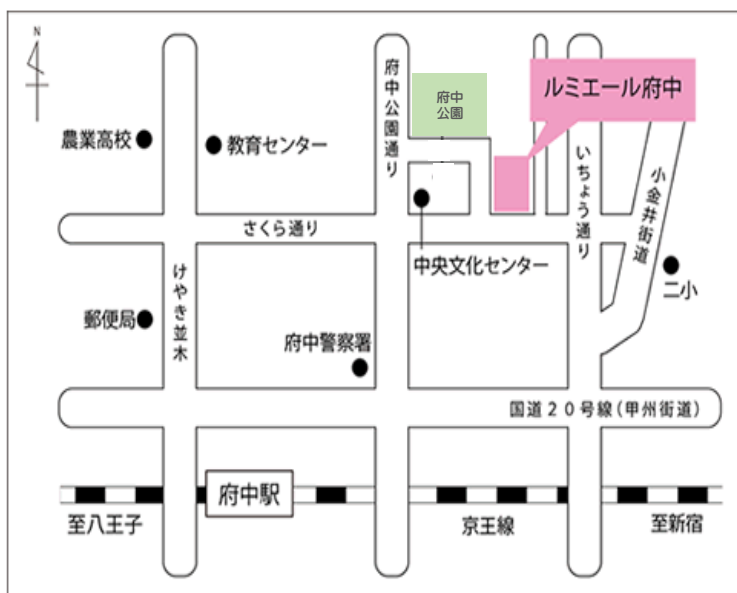 N
府中公園通り
府中
公園
ルミエール府中
農業高校
教育センター
いちょう通り
小金井街道
さくら通り
中央文化センター
けやき並木
二小
郵便局
府中警察署
国道20号線(甲州街道)
府中駅
至八王子
京王線
至新宿